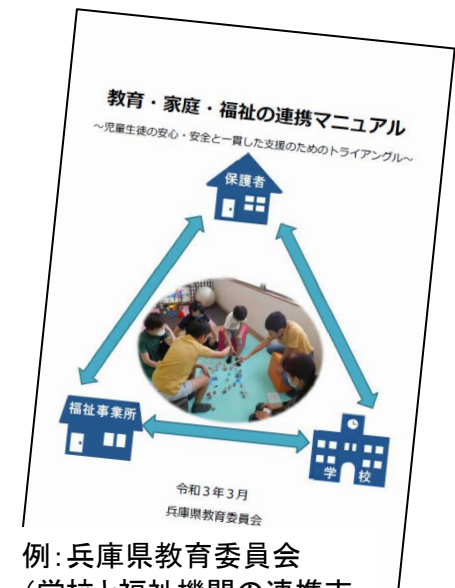 教育・家庭・福祉の連携マニュアル
～児童生徒の安心・安全と一貫した支援のためのトライアングル～
保護者
福祉事業所
学校
令和３年３月
兵庫県教育委員会
例：兵庫県教育委員会